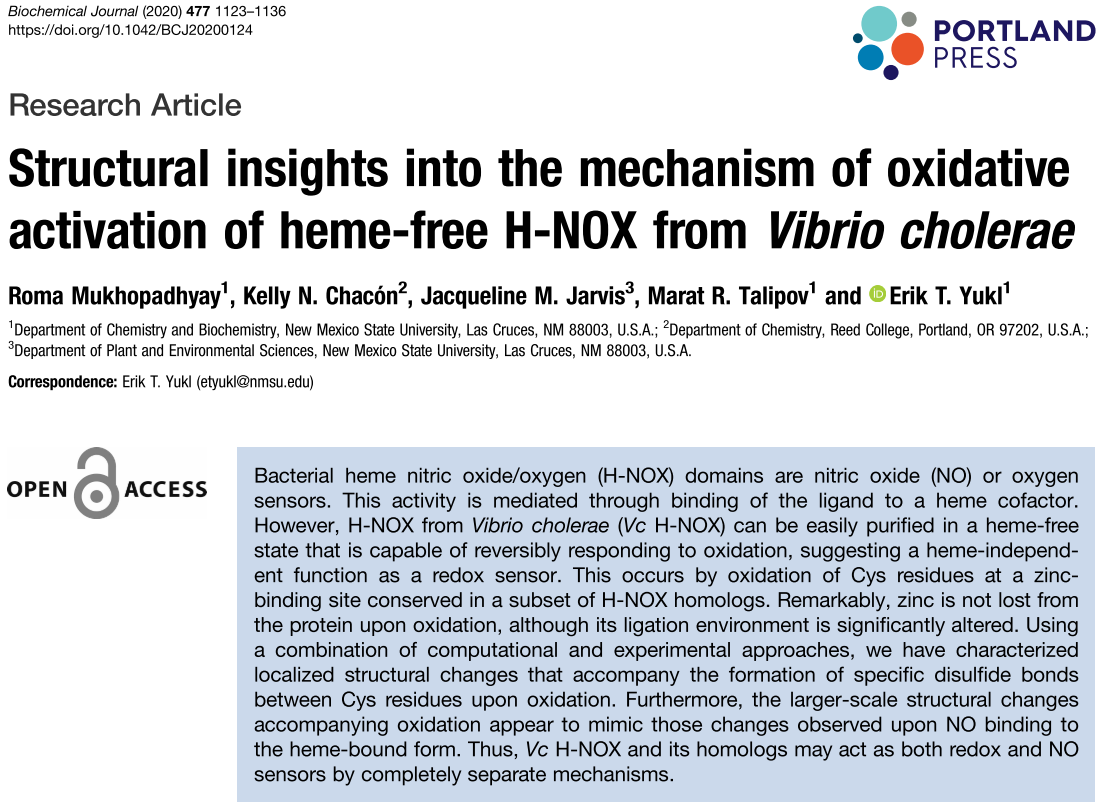 Biochemical Journal (2020) 477 1123–1136
https://doi.org/10.1042/BCJ20200124
PORTLAND
PRESS
Research Article
Structural insights into the mechanism of oxidative
activation of heme-free H-NOX from Vibrio cholerae
Roma Mukhopadhyay1, Kelly N. Chacón2, Jacqueline M. Jarvis3, Marat R. Talipov1 and iD Erik T. Yukl1
1Department of Chemistry and Biochemistry, New Mexico State University, Las Cruces, NM 88003, U.S.A.; 2Department of Chemistry, Reed College, Portland, OR 97202, U.S.A.;
3Department of Plant and Environmental Sciences, New Mexico State University, Las Cruces, NM 88003, U.S.A.
Correspondence: Erik T. Yukl (etyukl@nmsu.edu)
OPEN ACCESS
Bacterial heme nitric oxide/oxygen (H-NOX) domains are nitric oxide (NO) or oxygen
sensors. This activity is mediated through binding of the ligand to a heme cofactor.
However, H-NOX from Vibrio cholerae (Vc H-NOX) can be easily purified in a heme-free
state that is capable of reversibly responding to oxidation, suggesting a heme-independ-
ent function as a redox sensor. This occurs by oxidation of Cys residues at a zinc-
binding site conserved in a subset of H-NOX homologs. Remarkably, zinc is not lost from
the protein upon oxidation, although its ligation environment is significantly altered. Using
a combination of computational and experimental approaches, we have characterized
localized structural changes that accompany the formation of specific disulfide bonds
between Cys residues upon oxidation. Furthermore, the larger-scale structural changes
accompanying oxidation appear to mimic those changes observed upon NO binding to
the heme-bound form. Thus, Vc H-NOX and its homologs may act as both redox and NO
sensors by completely separate mechanisms.